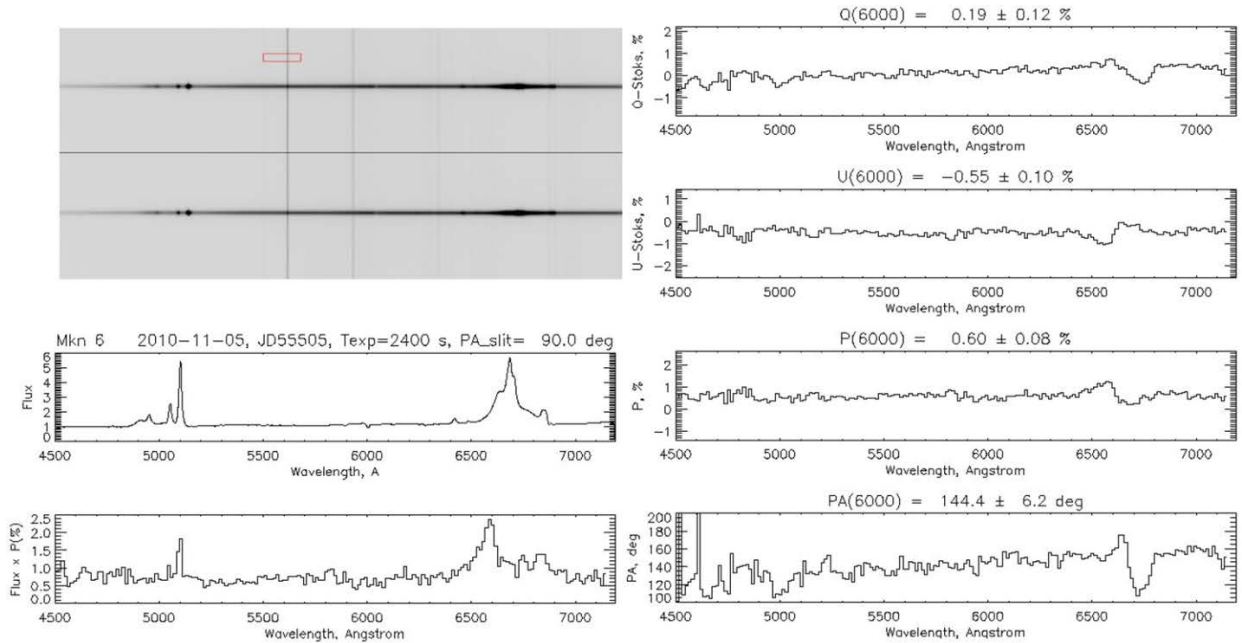 Q(6000) = 0.19 ± 0.12 %
Q-Stoks, %
2
1
0
−1
4500 5000 5500 6000 6500 7000
Wavelength, Angstrom
U(6000) = −0.55 ± 0.10 %
U-Stoks, %
1
0
−1
−2
4500 5000 5500 6000 6500 7000
Wavelength, Angstrom
Mkn 6 2010-11-05, JD55505, Texp=2400 s, PA_slit= 90.0 deg
Flux
6
5
4
3
2
1
0
4500 5000 5500 6000 6500 7000
Wavelength, A
P(6000) = 0.60 ± 0.08 %
P, %
2
1
0
−1
4500 5000 5500 6000 6500 7000
Wavelength, Angstrom
Flux x P(%)
2.5
2.0
1.5
1.0
0.5
0.0
4500 5000 5500 6000 6500 7000
Wavelength, Angstrom
PA(6000) = 144.4 ± 6.2 deg
PA, deg
200
180
160
140
120
100
4500 5000 5500 6000 6500 7000
Wavelength, Angstrom